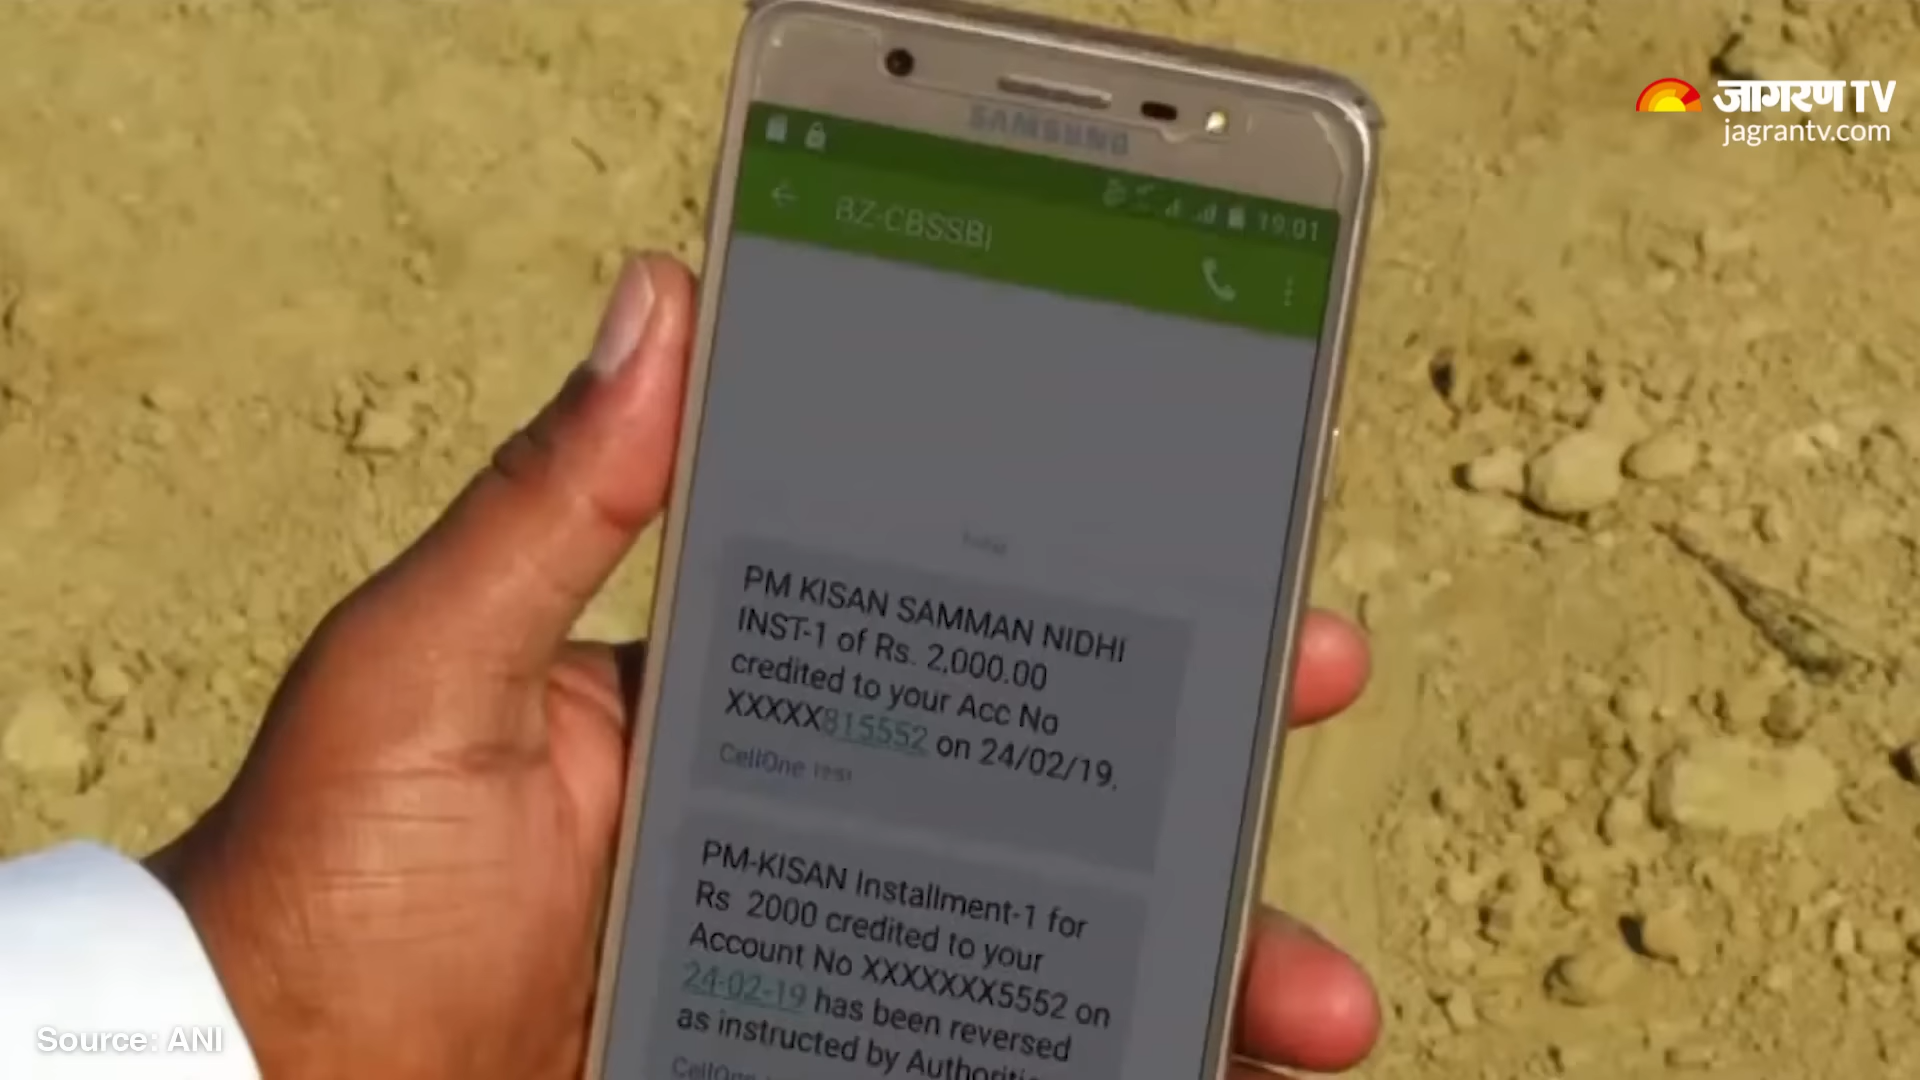 जागरण TV
jagrantv.com
SAMSUNG
19:01
BZ-CBSSBI
PM KISAN SAMMAN NIDHI
INST-1 of Rs. 2,000.00
credited to your Acc No
XXXXX815552 on 24/02/19.
CellOne
PM-KISAN Installment-1 for
Rs 2000 credited to your
Account No XXXXXXX5552 on
24-02-19 has been reversed
as instructed by
CellOne
Source: ANI